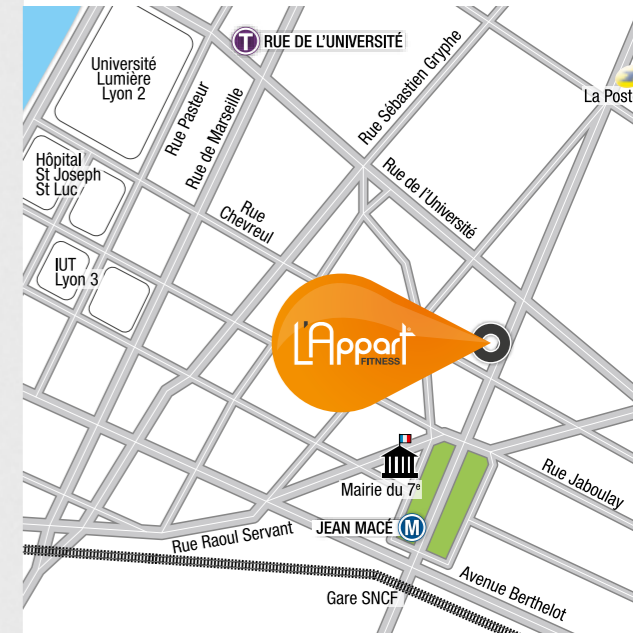 T RUE DE L'UNIVERSITÉ
Université
Lumière
Lyon 2
Rue Pasteur
Rue de Marseille
Rue Sébastien Gryphe
La Post
Hôpital
St Joseph
St Luc
Rue
Chevreul
Rue de l'Université
IUT
Lyon 3
L'Appart
FITNESS
Mairie du 7e
Rue Jaboulay
JEAN MACÉ M
Rue Raoul Servant
Gare SNCF
Avenue Berthelot